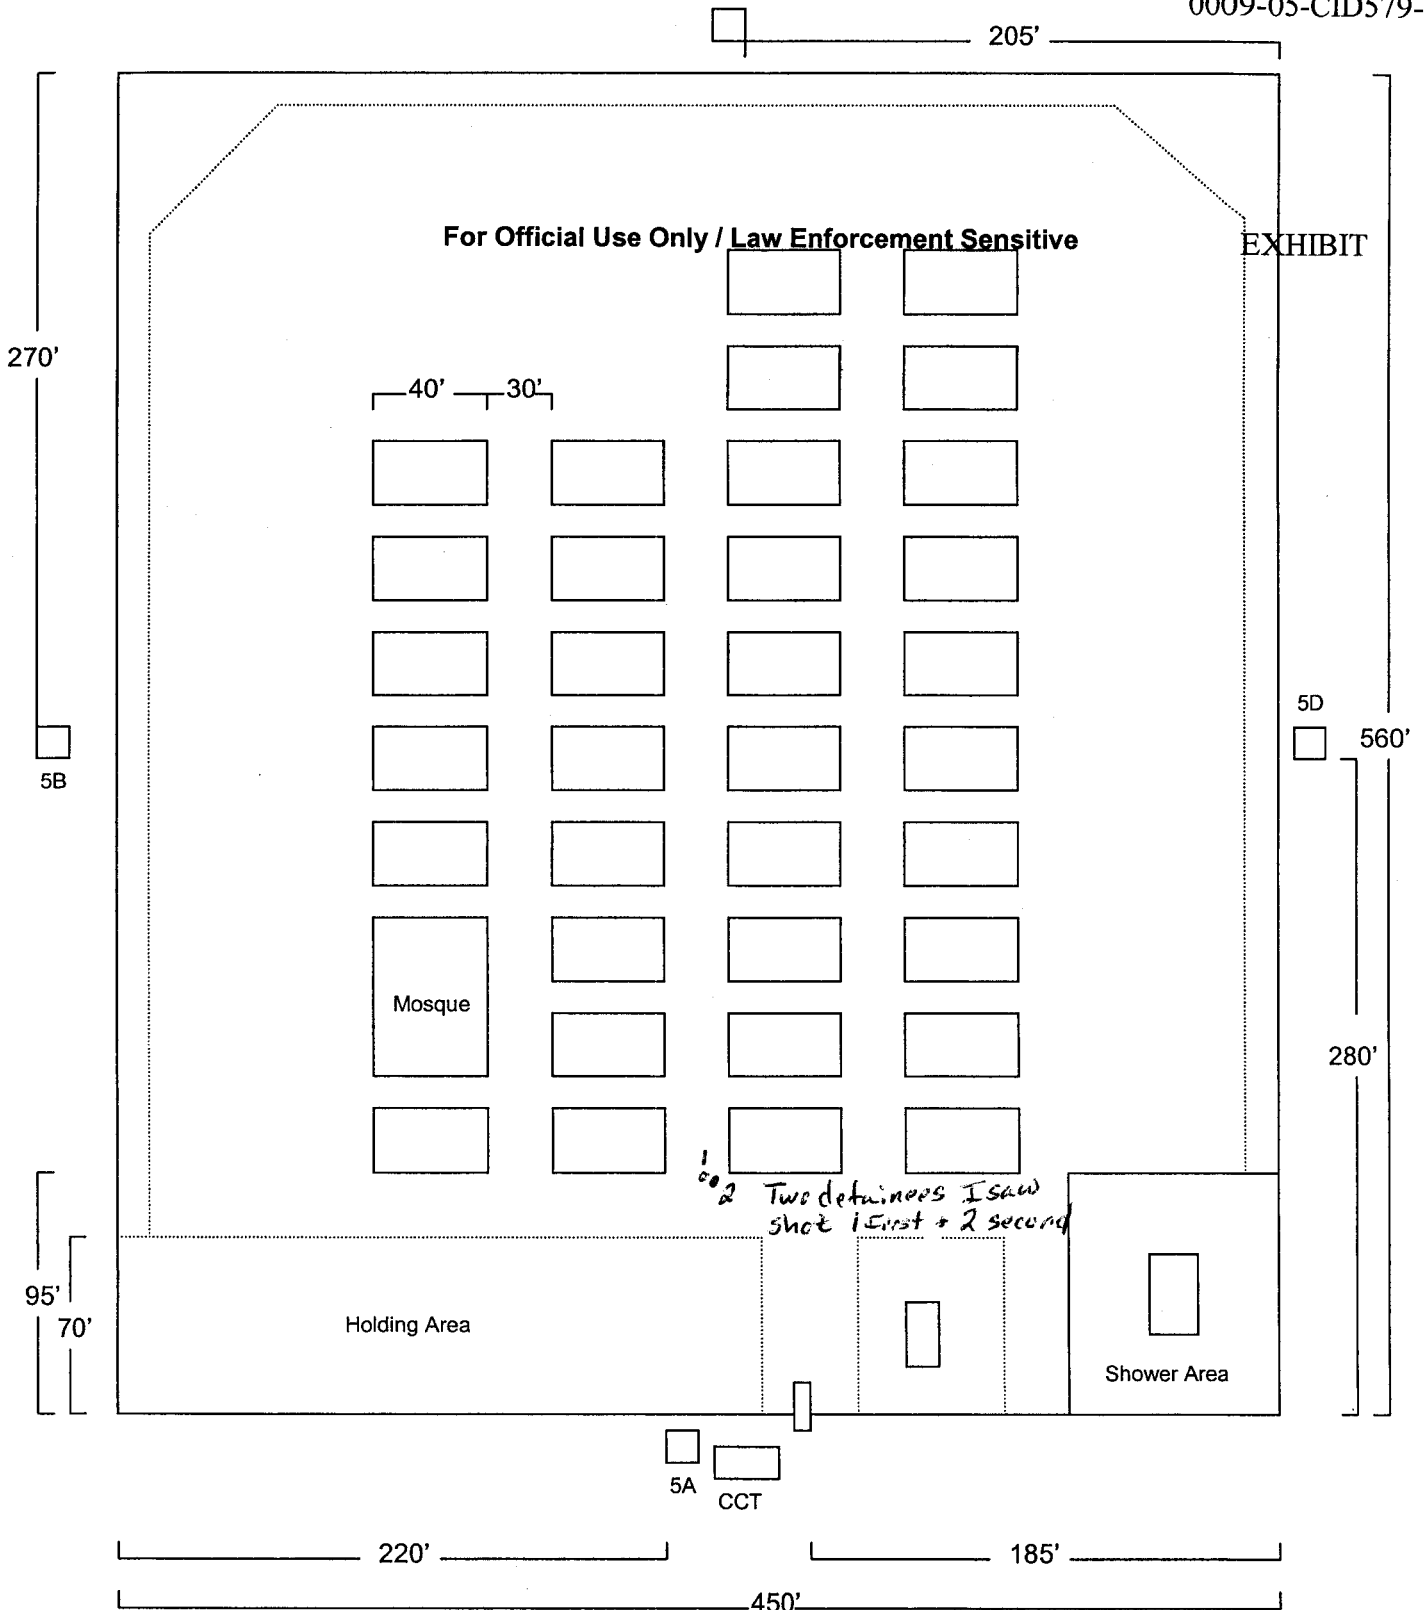 0009-05-CID579-
205'
For Official Use Only / Law Enforcement Sensitive
EXHIBIT
270'
40' 30'
5D
560'
5B
Mosque
280'
1
2 Two detainees I saw
shot 1 First + 2 second
95'
70'
Holding Area
Shower Area
5A
CCT
220'
185'
450'